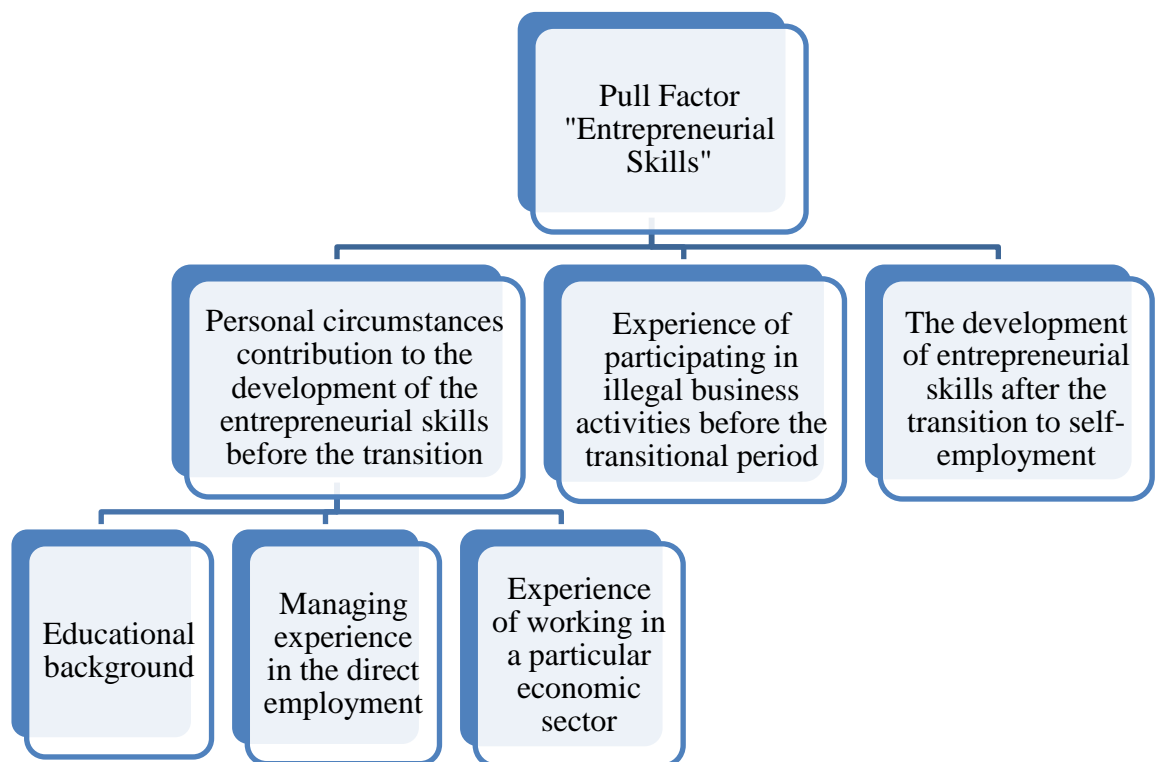 Pull Factor
"Entrepreneurial
Skills"
Personal circumstances
contribution to the
development of the
entrepreneurial skills
before the transition
Experience of
participating in
illegal business
activities before the
transitional period
The development
of entrepreneurial
skills after the
transition to self-
employment
Educational
background
Managing
experience
in the direct
employment
Experience
of working in
a particular
economic
sector